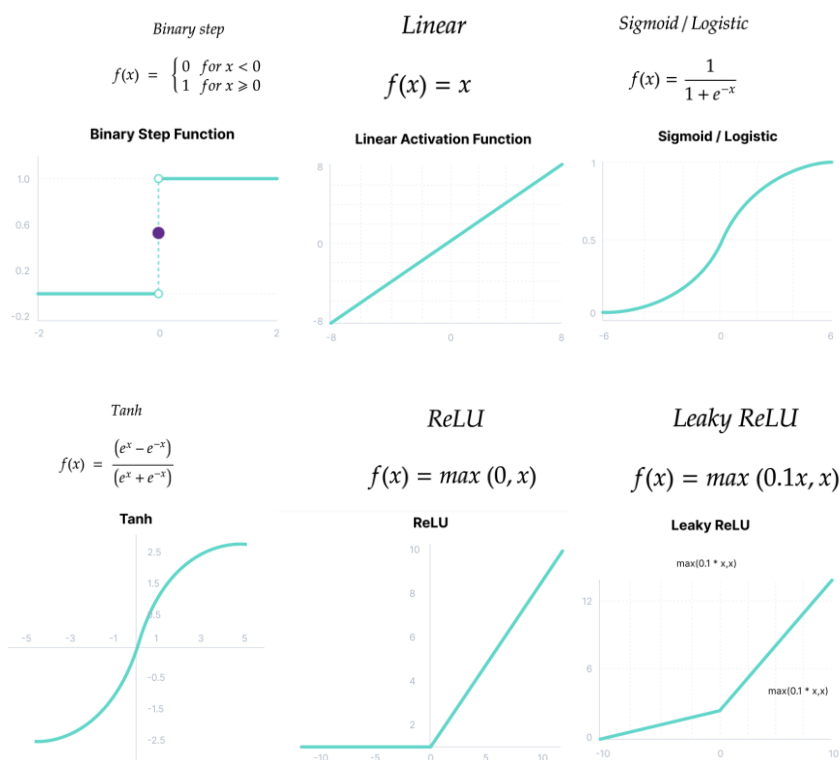 Binary step
f(x) = { 0 for x < 0
1 for x ⩾ 0
Binary Step Function
1.0
0.6
0.2
-0.2
-2
0
2
Linear
f(x) = x
Linear Activation Function
8
0
-8
-8
0
8
Sigmoid / Logistic
f(x) = 1
1 + e⁻ˣ
Sigmoid / Logistic
1
0.5
0
-6
0
6
Tanh
f(x) = (eˣ – e⁻ˣ)
(eˣ + e⁻ˣ)
Tanh
2.5
1.5
0.5
-5
-3
-1
1
3
5
-0.5
-1.5
-2.5
ReLU
f(x) = max (0, x)
ReLU
10
8
6
4
2
-10
-5
0
5
10
Leaky ReLU
f(x) = max (0.1x, x)
Leaky ReLU
max(0.1 * x,x)
12
6
max(0.1 * x,x)
0
-10
0
10